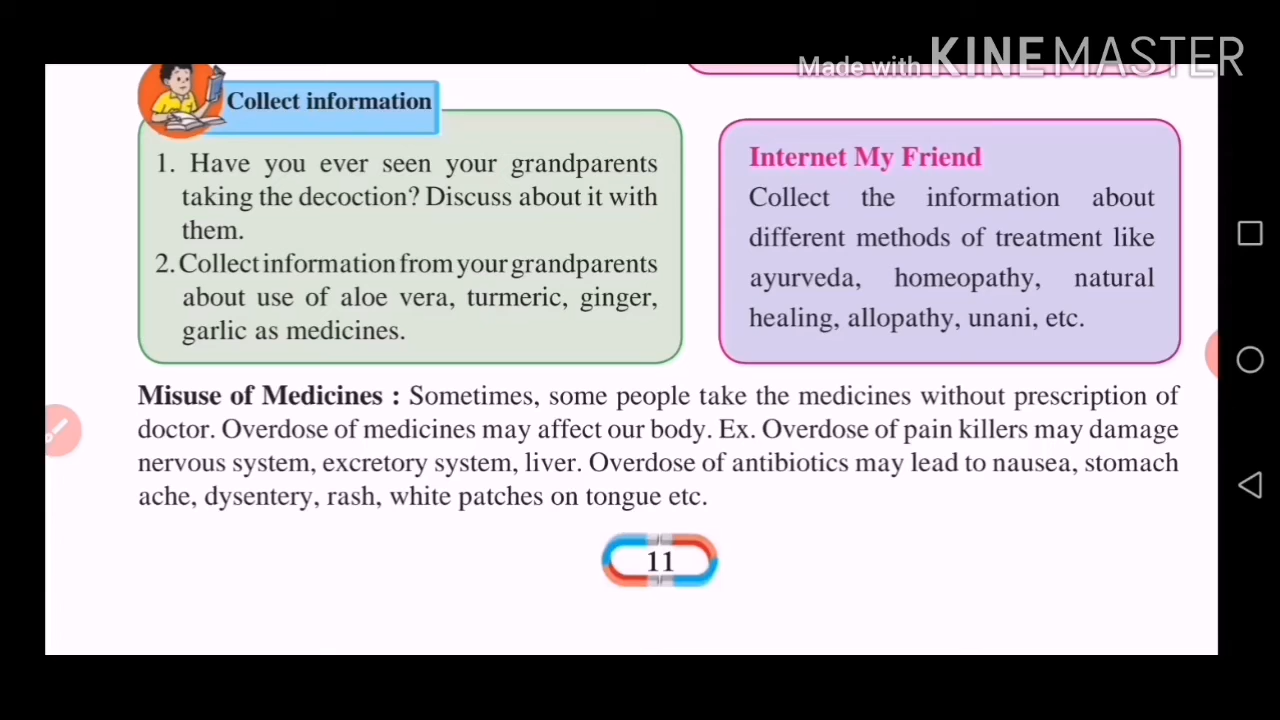 Made with KINEMASTER
Collect information
1. Have you ever seen your grandparents
taking the decoction? Discuss about it with
them.
2. Collect information from your grandparents
about use of aloe vera, turmeric, ginger,
garlic as medicines.
Internet My Friend
Collect the information about
different methods of treatment like
ayurveda, homeopathy, natural
healing, allopathy, unani, etc.
Misuse of Medicines : Sometimes, some people take the medicines without prescription of
doctor. Overdose of medicines may affect our body. Ex. Overdose of pain killers may damage
nervous system, excretory system, liver. Overdose of antibiotics may lead to nausea, stomach
ache, dysentery, rash, white patches on tongue etc.
11